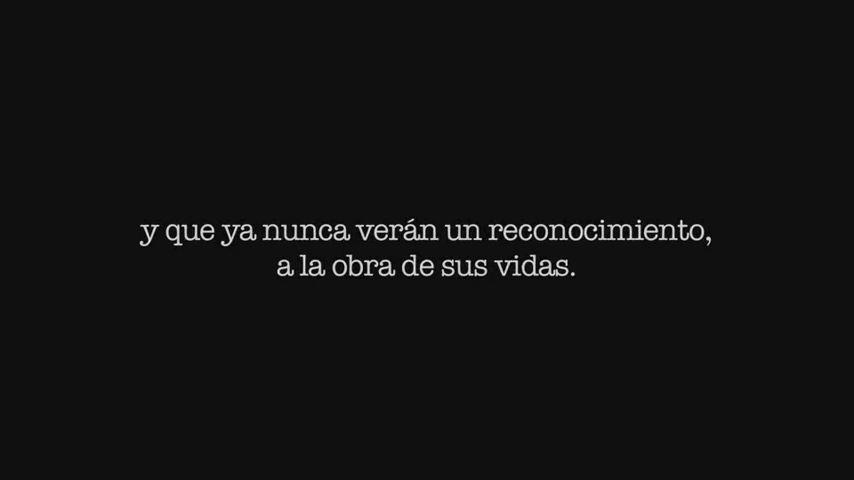 y que ya nunca verán un reconocimiento,
a la obra de sus vidas.